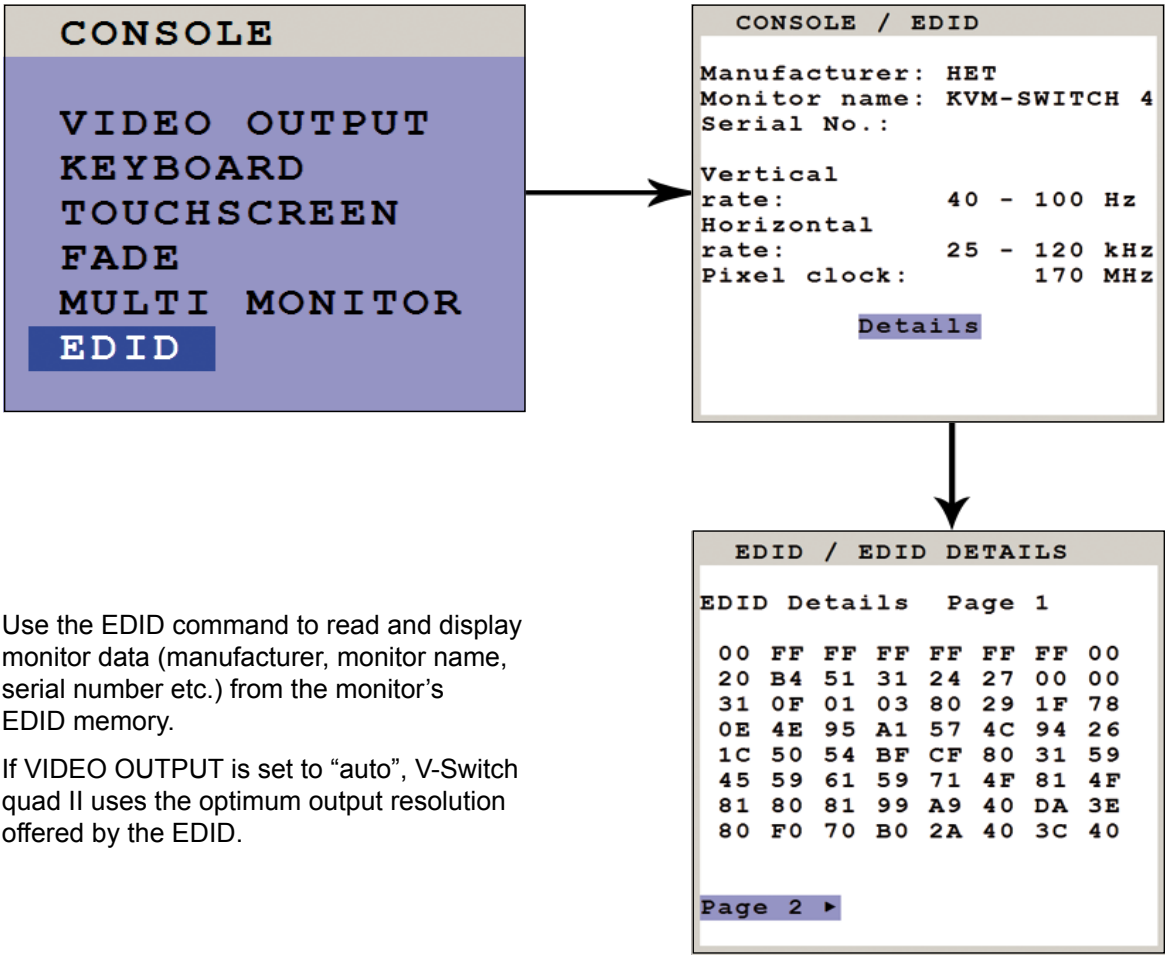 CONSOLE
VIDEO OUTPUT
KEYBOARD
TOUCHSCREEN
FADE
MULTI MONITOR
EDID
CONSOLE / EDID
Manufacturer: HET
Monitor name: KVM-SWITCH 4
Serial No.:
Vertical
rate: 40 - 100 Hz
Horizontal
rate: 25 - 120 kHz
Pixel clock: 170 MHz
Details
Use the EDID command to read and display
monitor data (manufacturer, monitor name,
serial number etc.) from the monitor’s
EDID memory.
If VIDEO OUTPUT is set to “auto”, V-Switch
quad II uses the optimum output resolution
offered by the EDID.
EDID / EDID DETAILS
EDID Details Page 1
00 FF FF FF FF FF FF 00
20 B4 51 31 24 27 00 00
31 0F 01 03 80 29 1F 78
0E 4E 95 A1 57 4C 94 26
1C 50 54 BF CF 80 31 59
45 59 61 59 71 4F 81 4F
81 80 81 99 A9 40 DA 3E
80 F0 70 B0 2A 40 3C 40
Page 2 ►